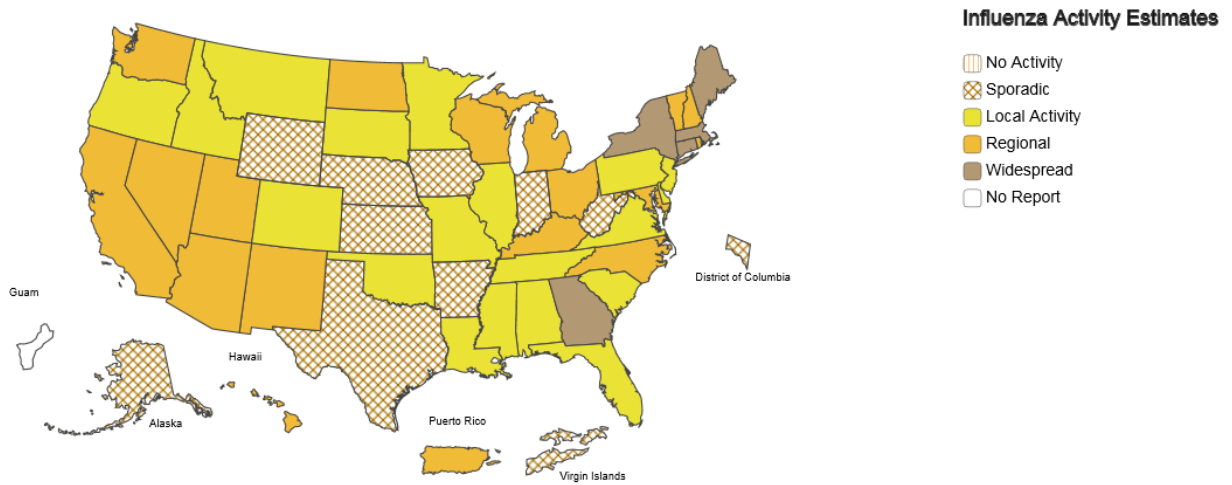 Influenza Activity Estimates
No Activity
Sporadic
Local Activity
Regional
Widespread
No Report
District of Columbia
Guam
Hawaii
Alaska
Puerto Rico
Virgin Islands